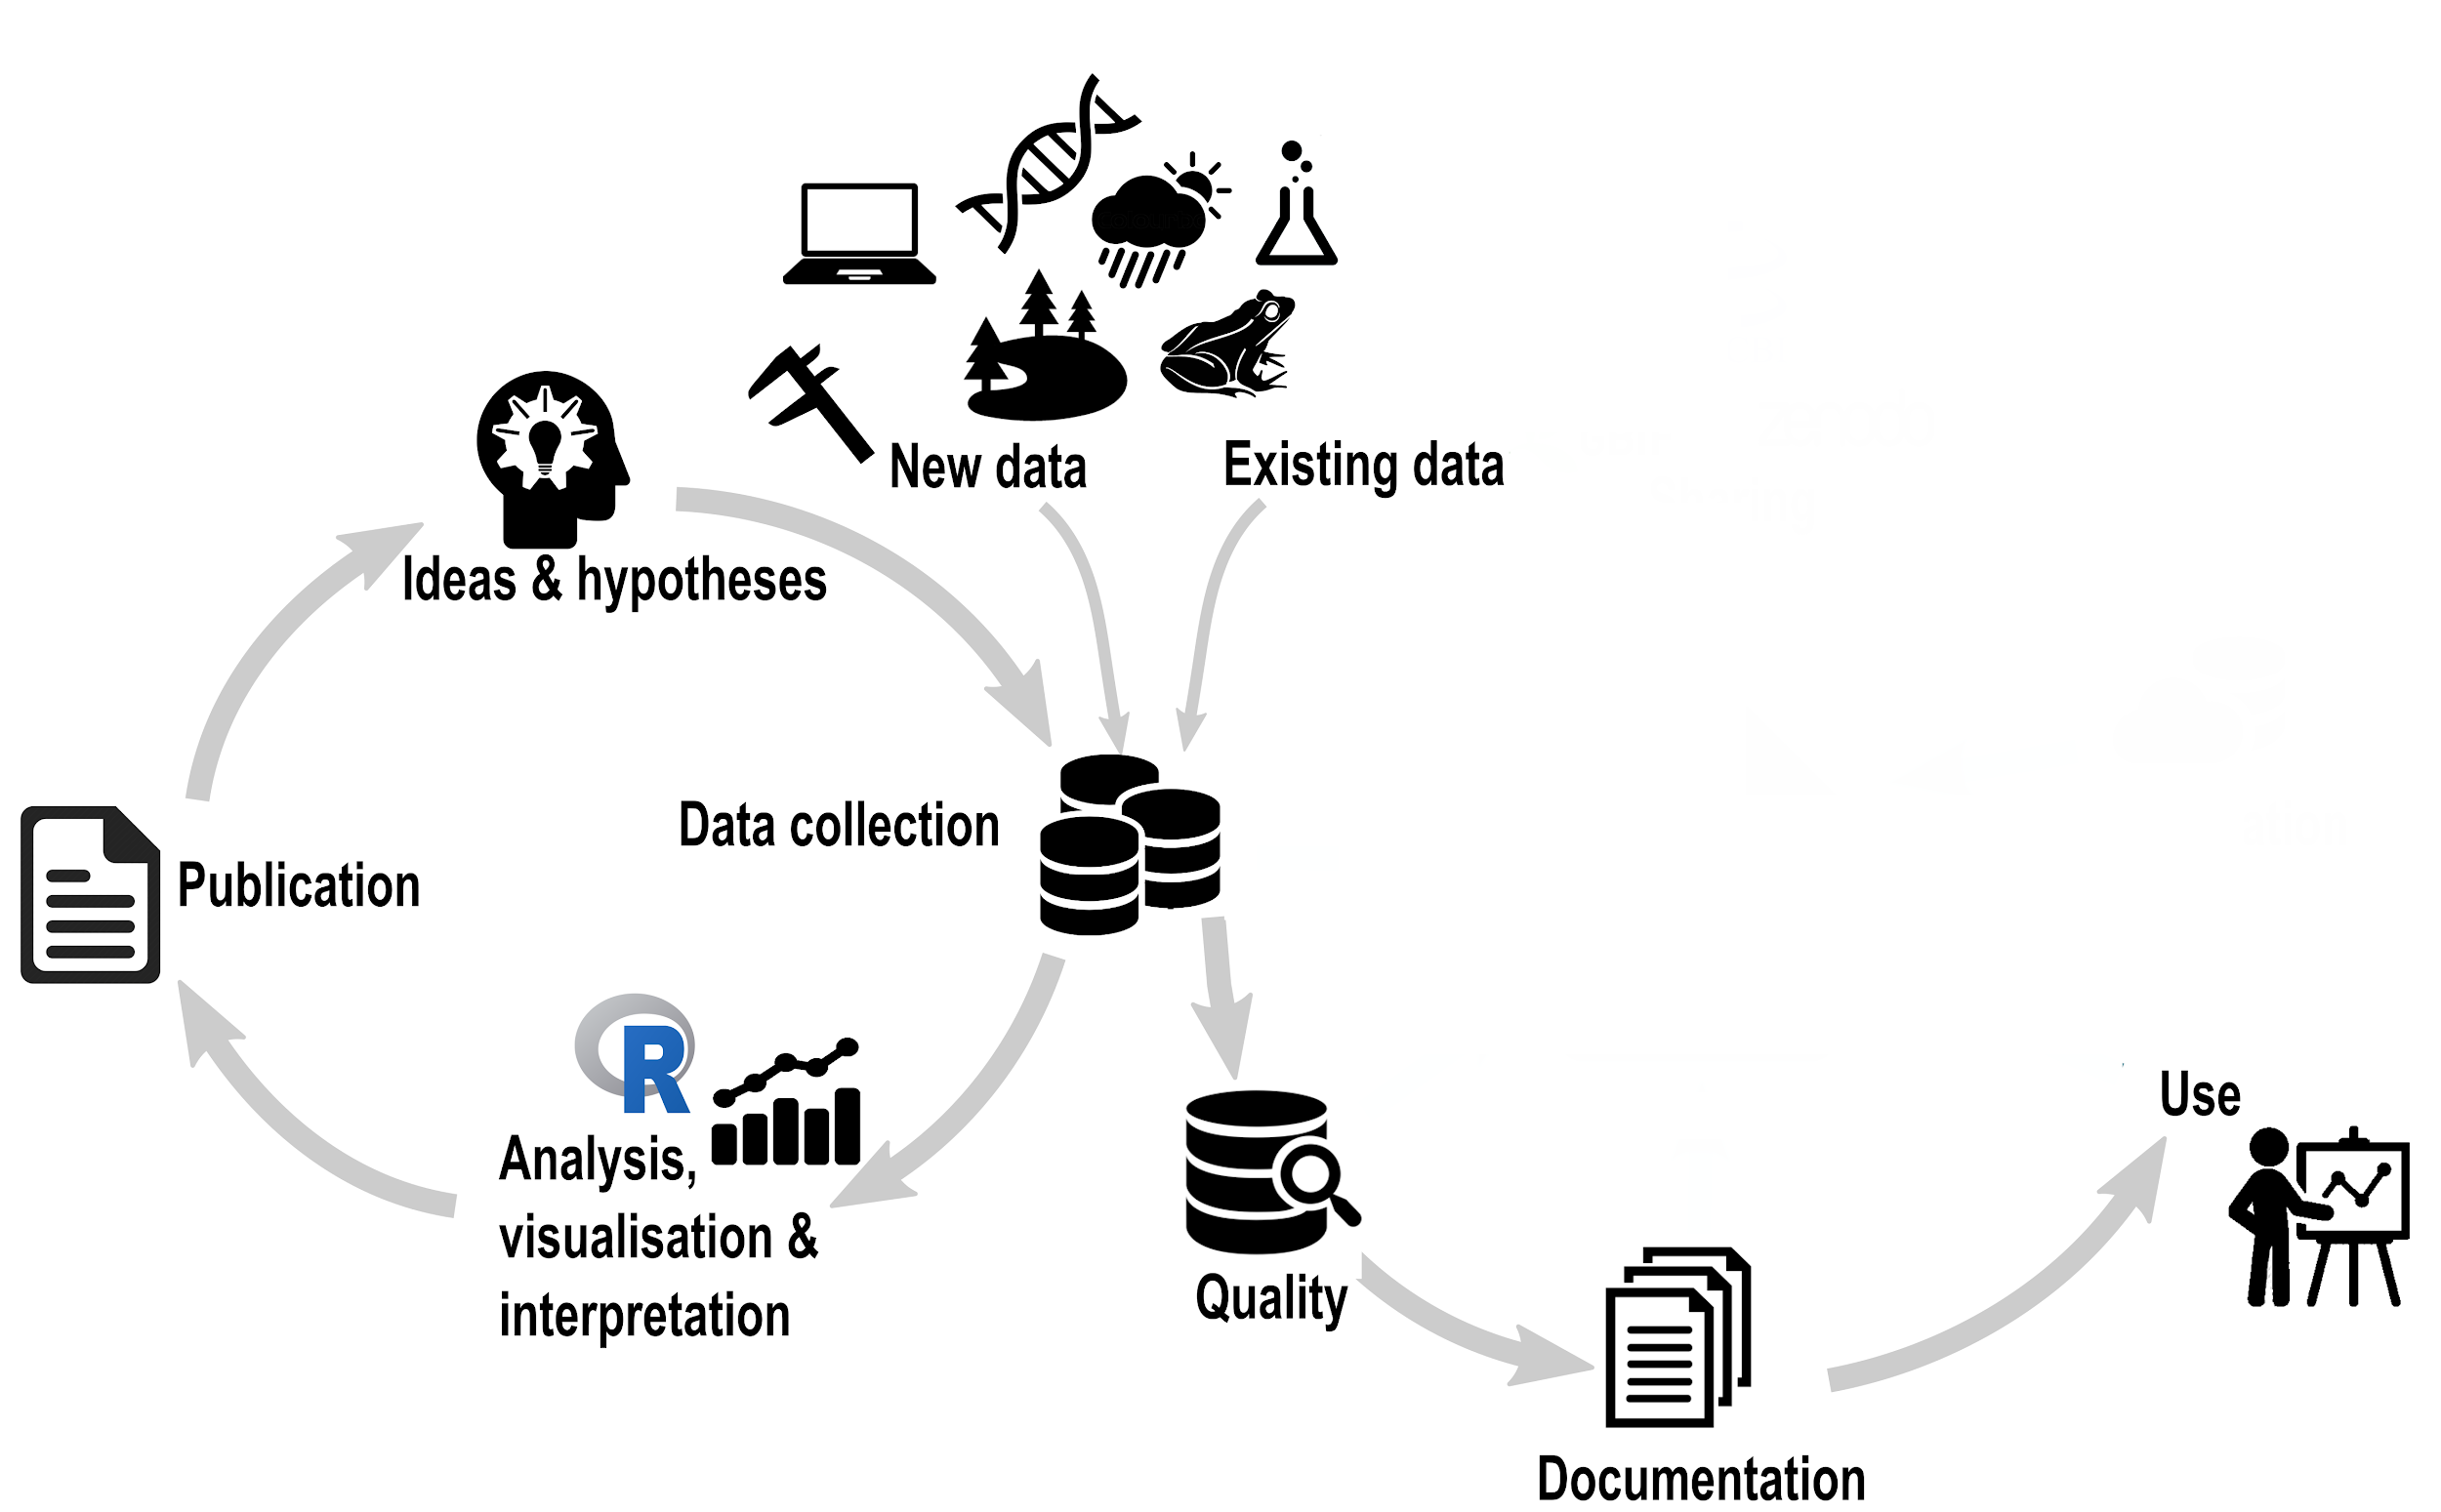 New data
Existing data
Ideas & hypotheses
Data collection
Publication
R
Analysis,
visualisation &
interpretation
Quality
Use
Documentation